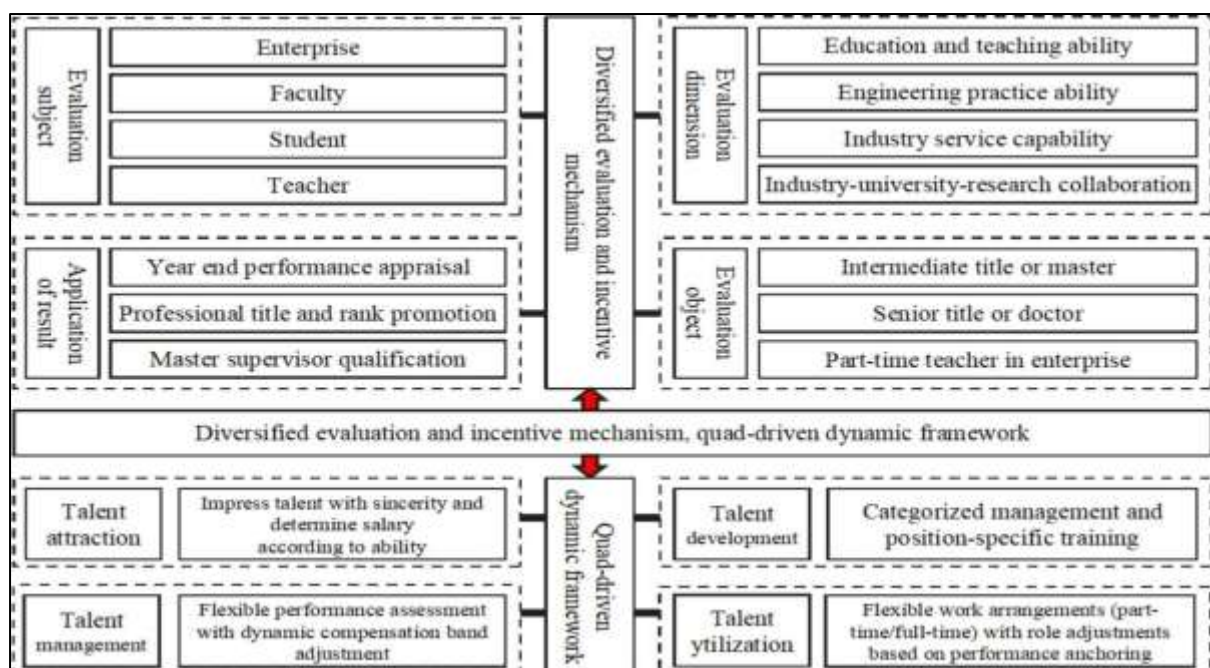 Evaluation
subject
Enterprise
Faculty
Student
Teacher
Application
of result
Year end performance appraisal
Professional title and rank promotion
Master supervisor qualification
Diversified evaluation and incentive
mechanism
Evaluation
dimension
Education and teaching ability
Engineering practice ability
Industry service capability
Industry-university-research collaboration
Evaluation
object
Intermediate title or master
Senior title or doctor
Part-time teacher in enterprise
Diversified evaluation and incentive mechanism, quad-driven dynamic framework
Talent
attraction
Impress talent with sincerity and
determine salary
according to ability
Talent
management
Flexible performance assessment
with dynamic compensation band
adjustment
Quad-driven
dynamic framework
Talent
development
Categorized management and
position-specific training
Talent
ytilization
Flexible work arrangements (part-
time/full-time) with role adjustments
based on performance anchoring